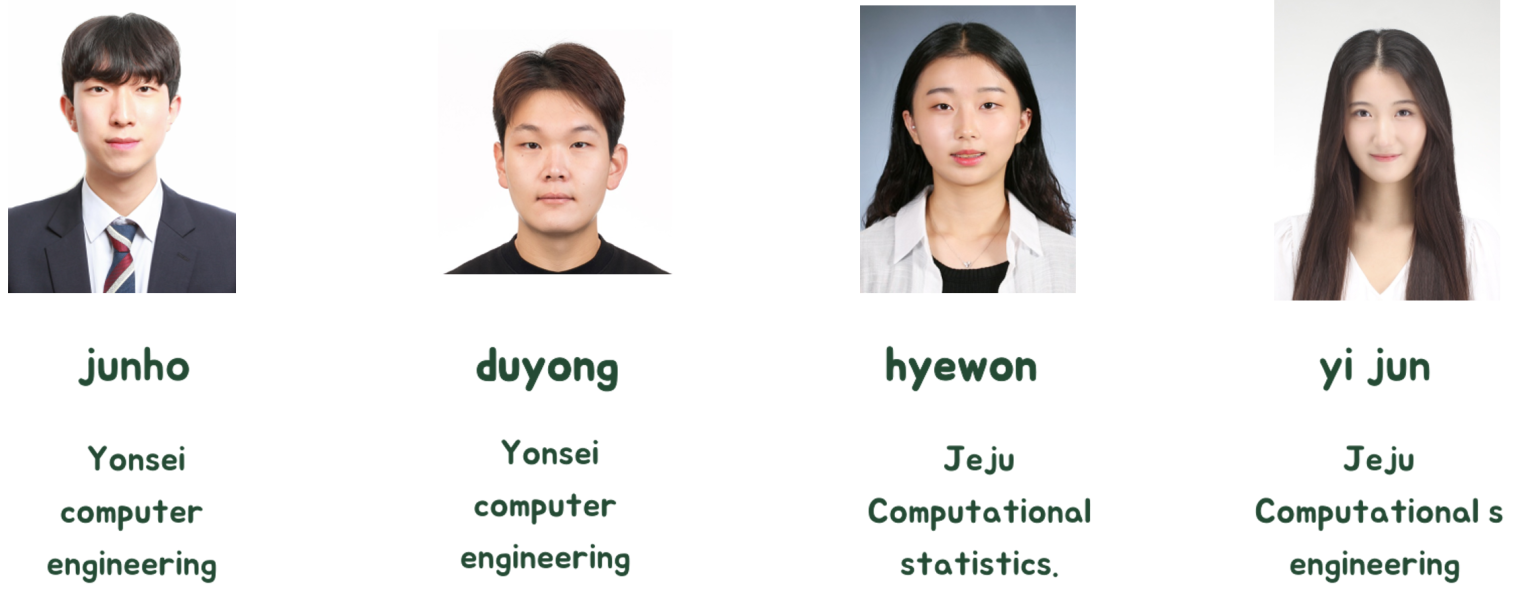 junho
Yonsei
computer
engineering
duyong
Yonsei
computer
engineering
hyewon
Jeju
Computational
statistics.
yi jun
Jeju
Computational s
engineering